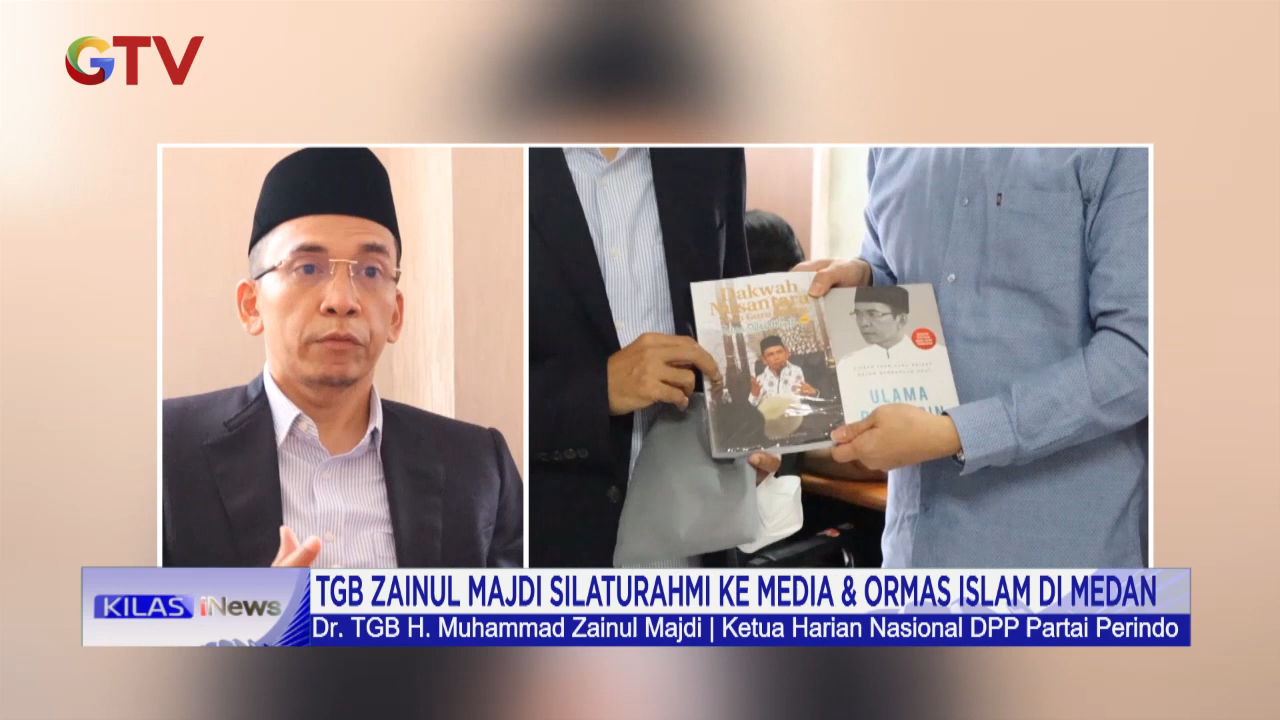 GTV
Dakwah
Nusantara
ULAMA
KILAS iNews
TGB ZAINUL MAJDI SILATURAHMI KE MEDIA & ORMAS ISLAM DI MEDAN
Dr. TGB H. Muhammad Zainul Majdi | Ketua Harian Nasional DPP Partai Perindo